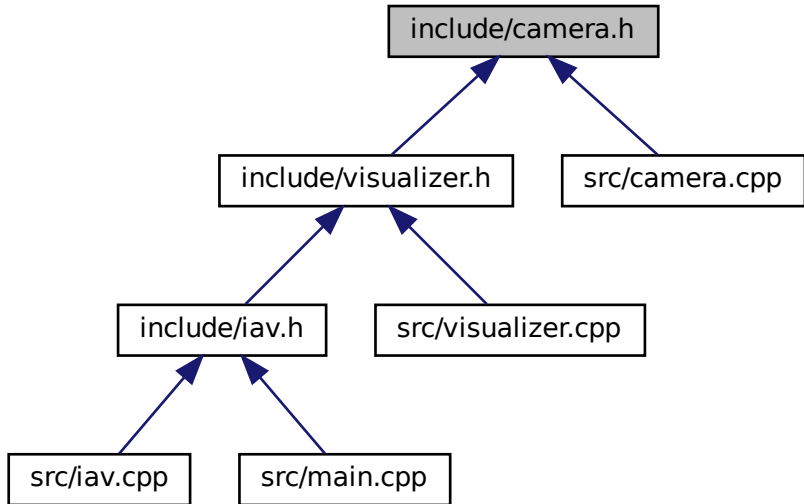 include/camera.h
include/visualizer.h
src/camera.cpp
include/iav.h
src/visualizer.cpp
src/iav.cpp
src/main.cpp